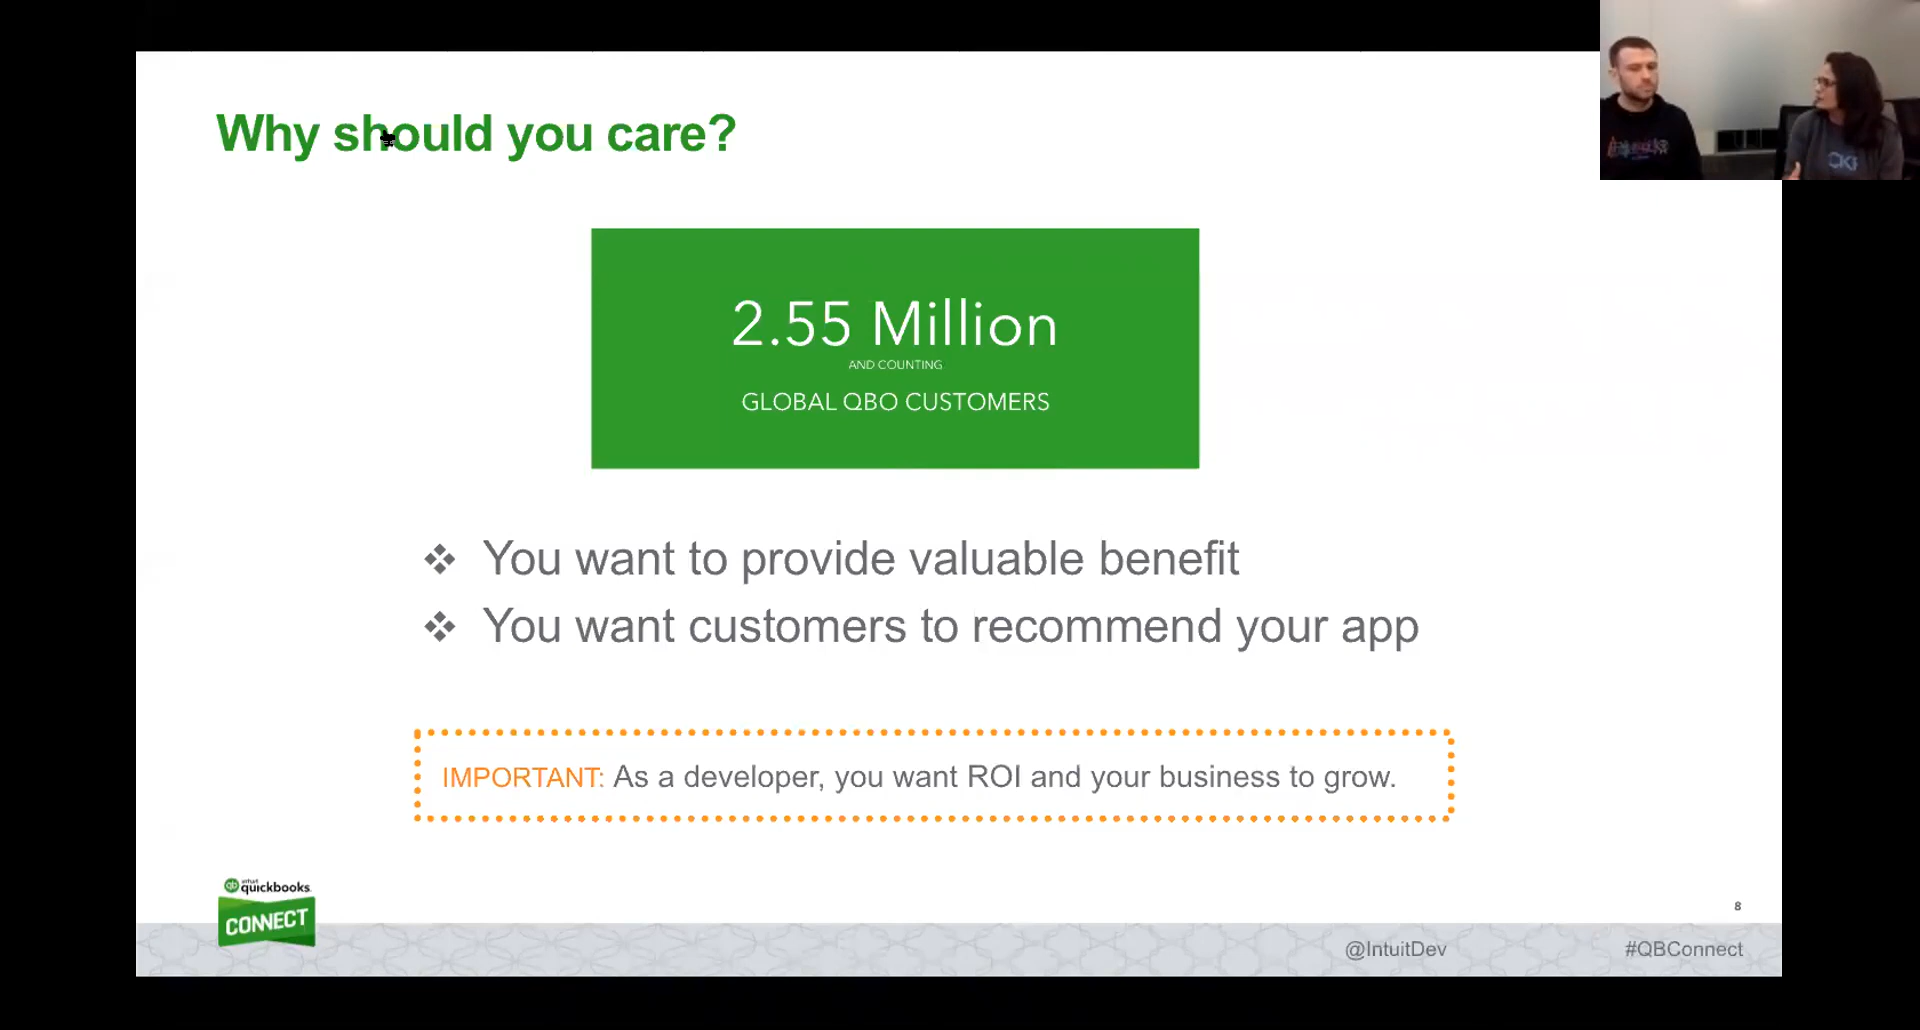 Why should you care?
2.55 Million
AND COUNTING
GLOBAL QBO CUSTOMERS
❖ You want to provide valuable benefit
❖ You want customers to recommend your app
IMPORTANT: As a developer, you want ROI and your business to grow.
intuit
qb quickbooks.
CONNECT
8
@IntuitDev
#QBConnect